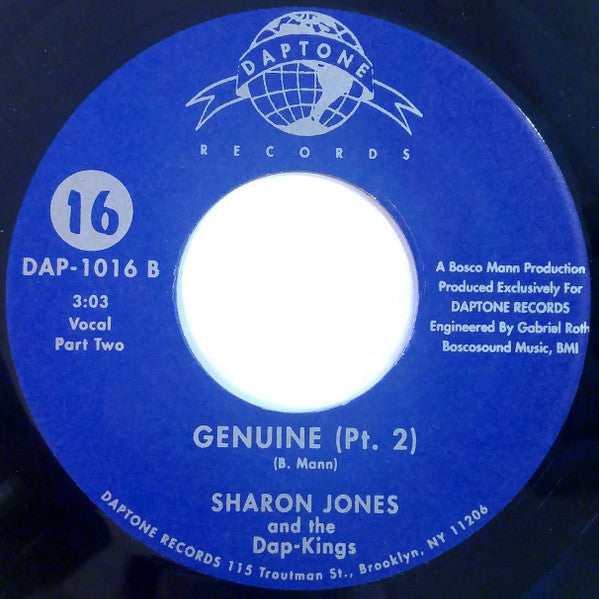 DAPTONE
RECORDS
16
DAP-1016 B
3:03
Vocal
Part Two
A Bosco Mann Production
Produced Exclusively For
DAPTONE RECORDS
Engineered By Gabriel Roth
Boscosound Music, BMI
GENUINE (Pt. 2)
(B. Mann)
SHARON JONES
and the
Dap-Kings
DAPTONE RECORDS 115 Troutman St., Brooklyn, NY 11206